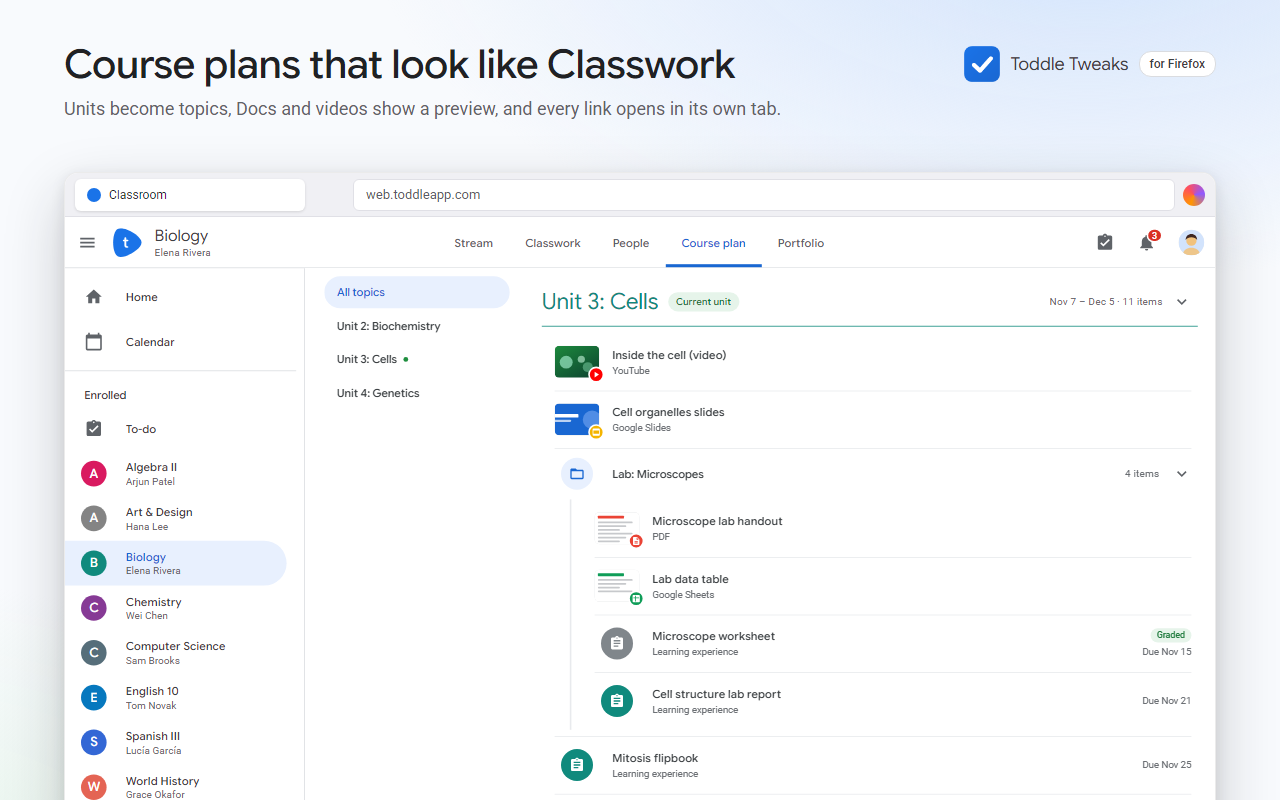 Course plans that look like Classwork
Units become topics, Docs and videos show a preview, and every link opens in its own tab.
Toddle Tweaks
for Firefox
Classroom
web.toddleapp.com
t
Biology
Elena Rivera
Stream
Classwork
People
Course plan
Portfolio
3
Home
Calendar
Enrolled
To-do
A
Algebra II
Arjun Patel
A
Art & Design
Hana Lee
B
Biology
Elena Rivera
C
Chemistry
Wei Chen
C
Computer Science
Sam Brooks
E
English 10
Tom Novak
S
Spanish III
Lucía García
W
World History
Grace Okafor
All topics
Unit 2: Biochemistry
Unit 3: Cells
Unit 4: Genetics
Unit 3: Cells
Current unit
Nov 7 – Dec 5 · 11 items
Inside the cell (video)
YouTube
Cell organelles slides
Google Slides
Lab: Microscopes
4 items
Microscope lab handout
PDF
Lab data table
Google Sheets
Microscope worksheet
Learning experience
Graded
Due Nov 15
Cell structure lab report
Learning experience
Due Nov 21
Mitosis flipbook
Learning experience
Due Nov 25